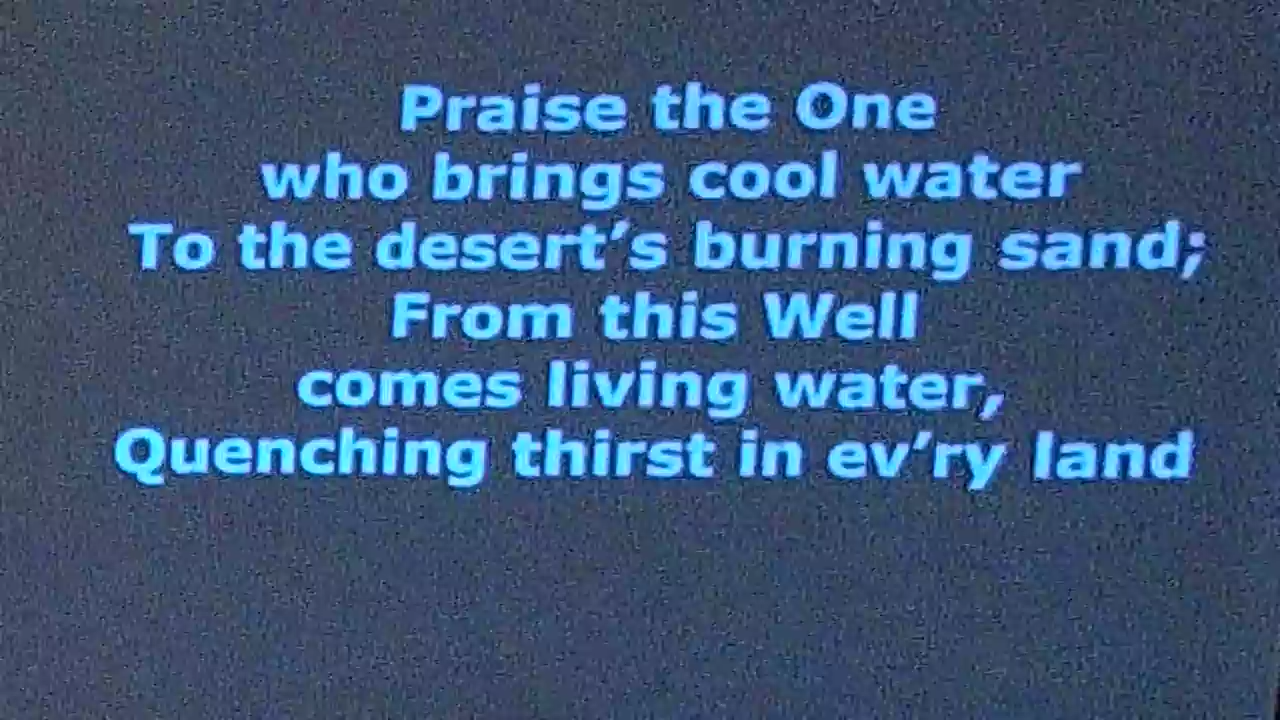 Praise the One
who brings cool water
To the desert’s burning sand;
From this Well
comes living water,
Quenching thirst in ev’ry land